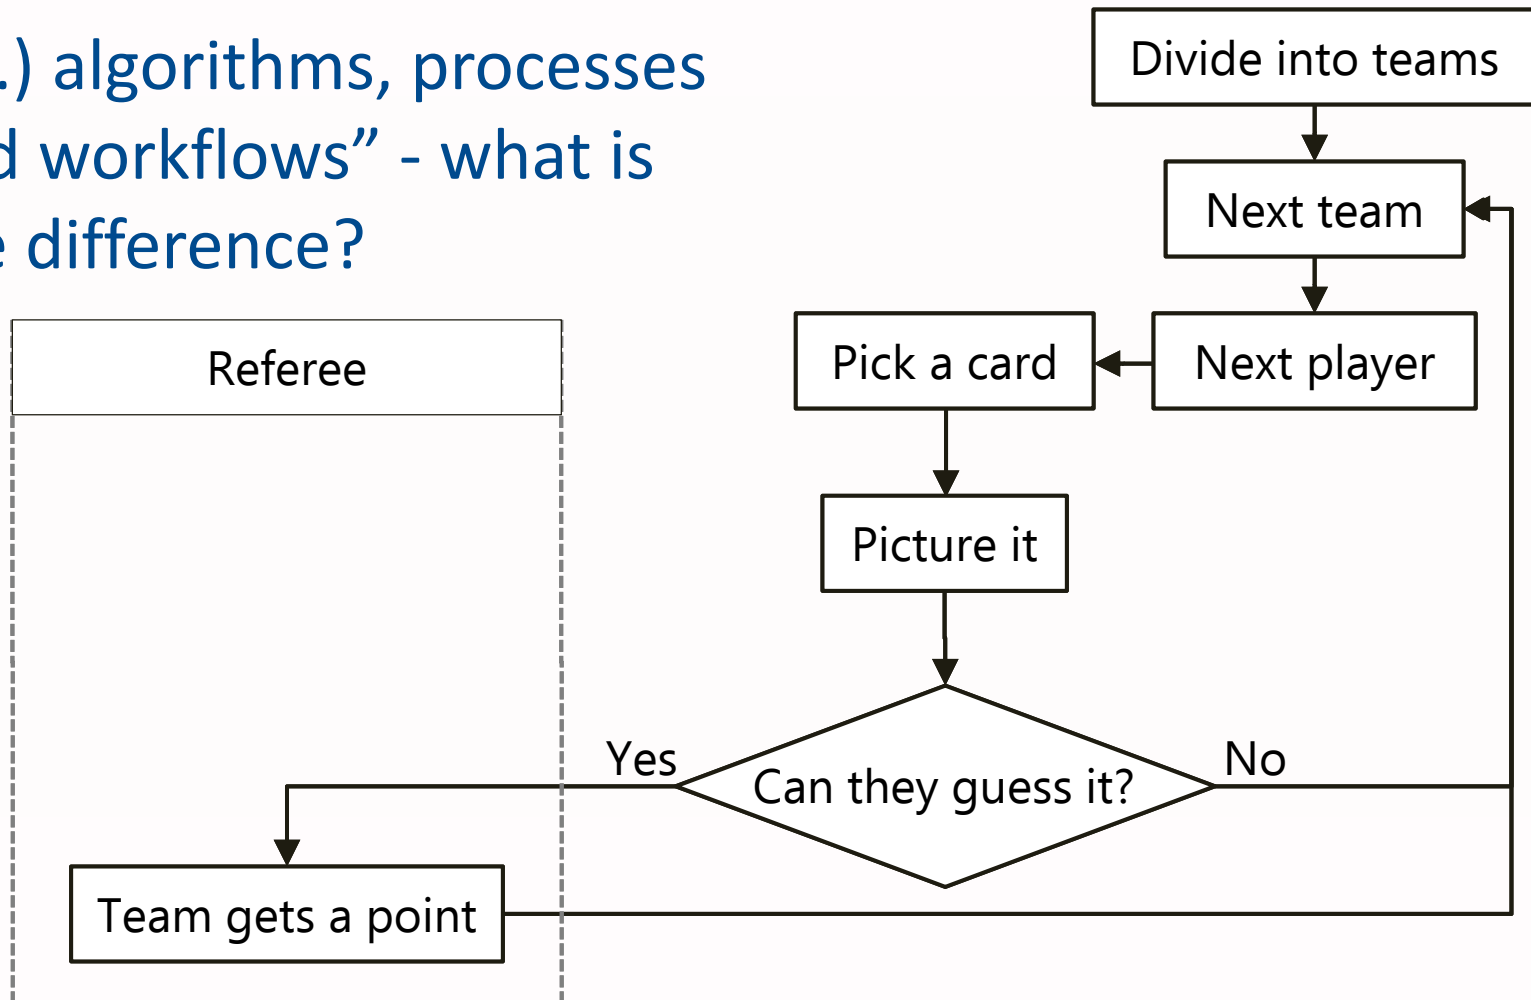 .) algorithms, processes
d workflows” - what is
e difference?
Divide into teams
Next team
Next player
Pick a card
Picture it
Can they guess it?
Yes
No
Referee
Team gets a point